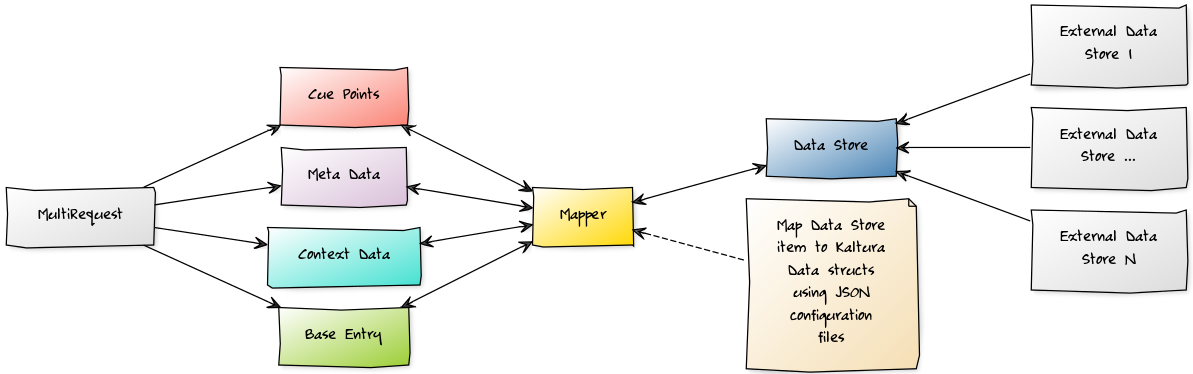 MultiRequest
Cue Points
Meta Data
Context Data
Base Entry
Mapper
Data Store
Map Data Store
item to Kaltura
Data structs
using JSON
configuration
files
External Data
Store 1
External Data
Store ...
External Data
Store N